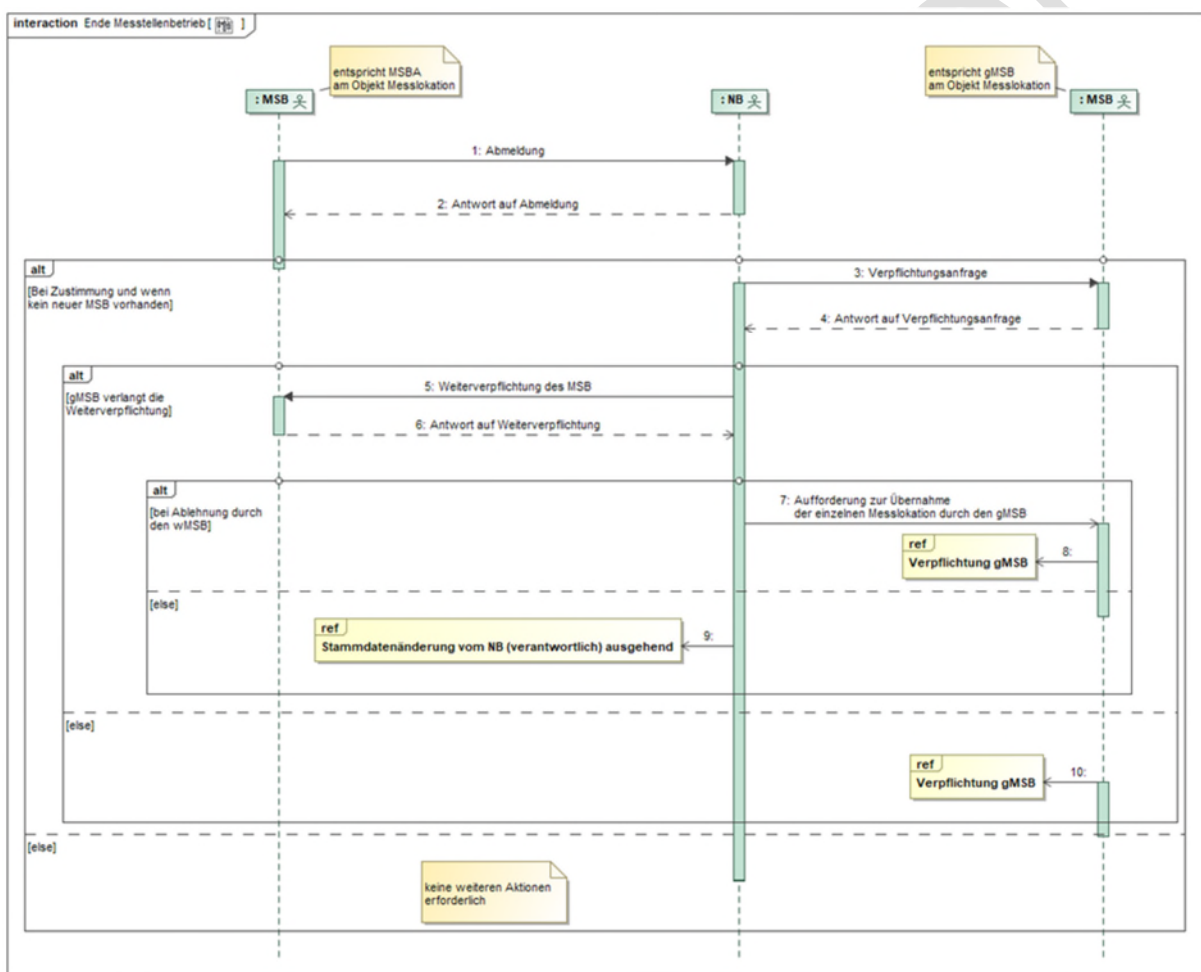 interaction Ende Messtellenbetrieb [ ]
entspricht MSBA
am Objekt Messlokation
entspricht gMSB
am Objekt Messlokation
: MSB
: NB
: MSB
1: Abmeldung
2: Antwort auf Abmeldung
alt
[Bei Zustimmung und wenn
kein neuer MSB vorhanden]
3: Verpflichtungsanfrage
4: Antwort auf Verpflichtungsanfrage
alt
[gMSB verlangt die
Weiterverpflichtung]
5: Weiterverpflichtung des MSB
6: Antwort auf Weiterverpflichtung
alt
[bei Ablehnung durch
den wMSB]
7: Aufforderung zur Übernahme
der einzelnen Messlokation durch den gMSB
ref
Verpflichtung gMSB
8:
[else]
ref
Stammdatenänderung vom NB (verantwortlich) ausgehend
9:
[else]
ref
Verpflichtung gMSB
10:
[else]
keine weiteren Aktionen
erforderlich